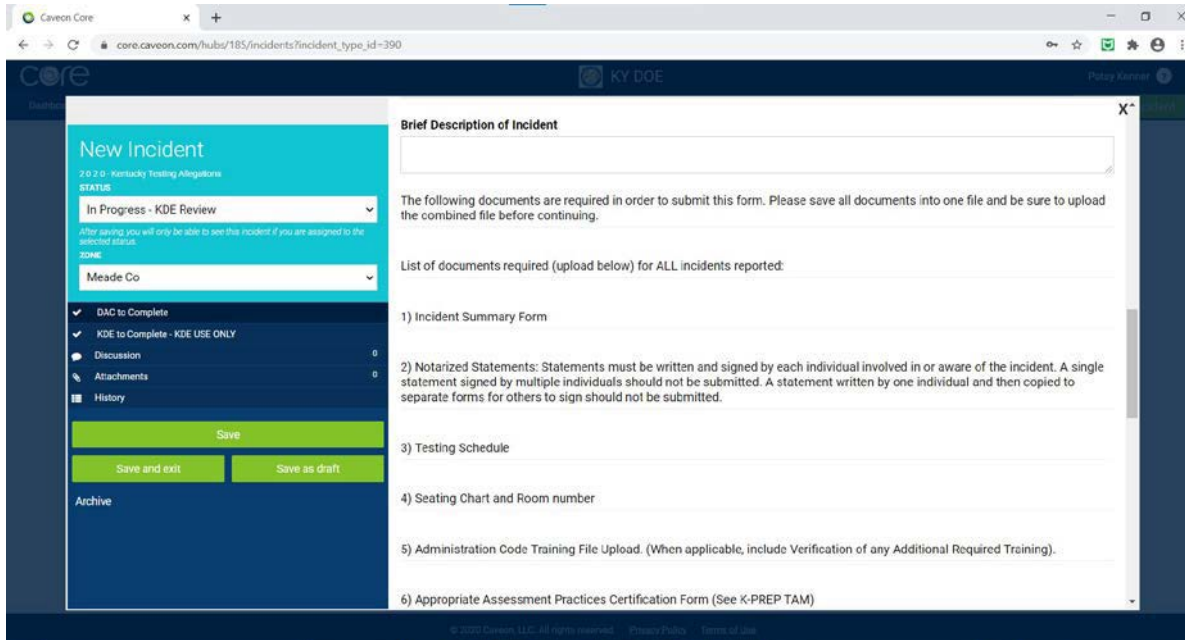 Caveon Core
core.caveon.com/hubs/185/incidents?incident_type_id=390
core
KY DOE
Patsy Kenner
New Incident
2020-Kentucky Testing Allegations
STATUS
In Progress - KDE Review
After saving, you will only be able to see this incident if you are assigned to the
selected status.
ZONE
Meade Co
DAC to Complete
KDE to Complete - KDE USE ONLY
Discussion 0
Attachments 0
History
Save
Save and exit
Save as draft
Archive
X
Brief Description of Incident
The following documents are required in order to submit this form. Please save all documents into one file and be sure to upload
the combined file before continuing.
List of documents required (upload below) for ALL incidents reported:
1) Incident Summary Form
2) Notarized Statements: Statements must be written and signed by each individual involved in or aware of the incident. A single
statement signed by multiple individuals should not be submitted. A statement written by one individual and then copied to
separate forms for others to sign should not be submitted.
3) Testing Schedule
4) Seating Chart and Room number
5) Administration Code Training File Upload. (When applicable, include Verification of any Additional Required Training).
6) Appropriate Assessment Practices Certification Form (See K-PREP TAM)
© 2020 Caveon, LLC. All rights reserved. Privacy Policy Terms of Use